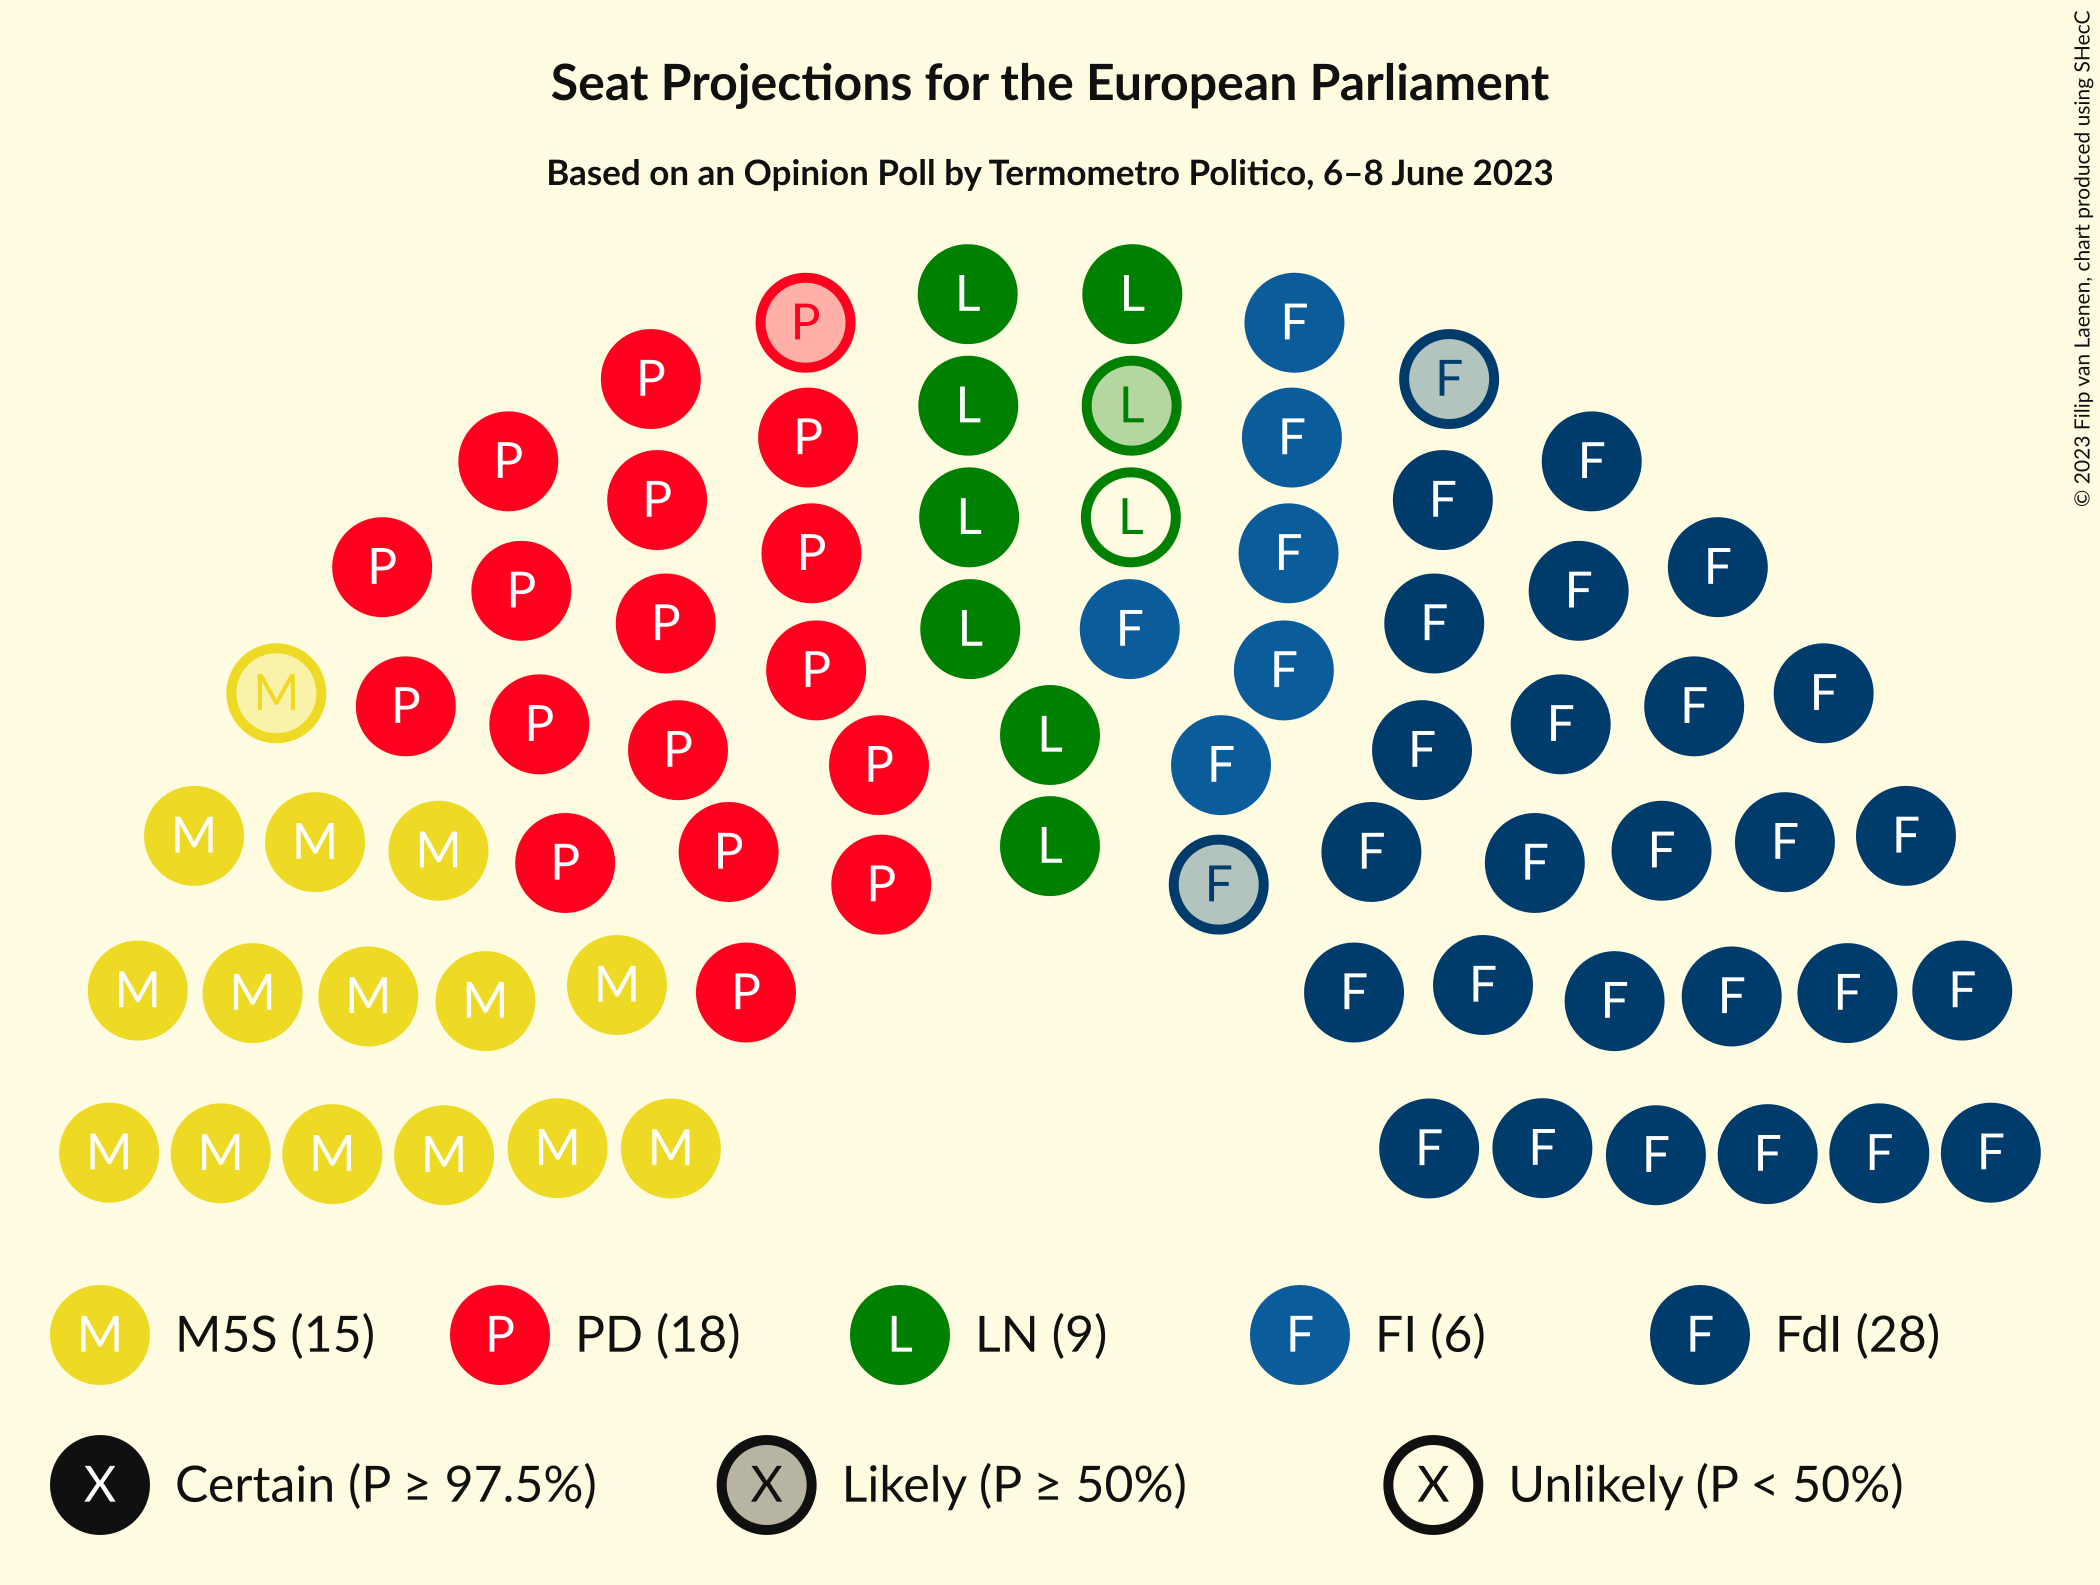 Seat Projections for the European Parliament
Based on an Opinion Poll by Termometro Politico, 6–8 June 2023
© 2023 Filip van Laenen, chart produced using SHecC
L L
P F
P F
L L
P F
P F
P F
L L
P F
P F
P F
P F
P F
L F
P F
P F
M F
P F
P F
L
P F
P F
M F
M F
L
M F
P F
P F
M F
P F
M F
M F
M F
P F
M F
M F
M F
M F
M F
M F
M F
M F
M5S (15)
M
P
PD (18)
L
LN (9)
F
FI (6)
F
FdI (28)
X
Certain (P ≥ 97.5%)
X
Likely (P ≥ 50%)
X
Unlikely (P < 50%)